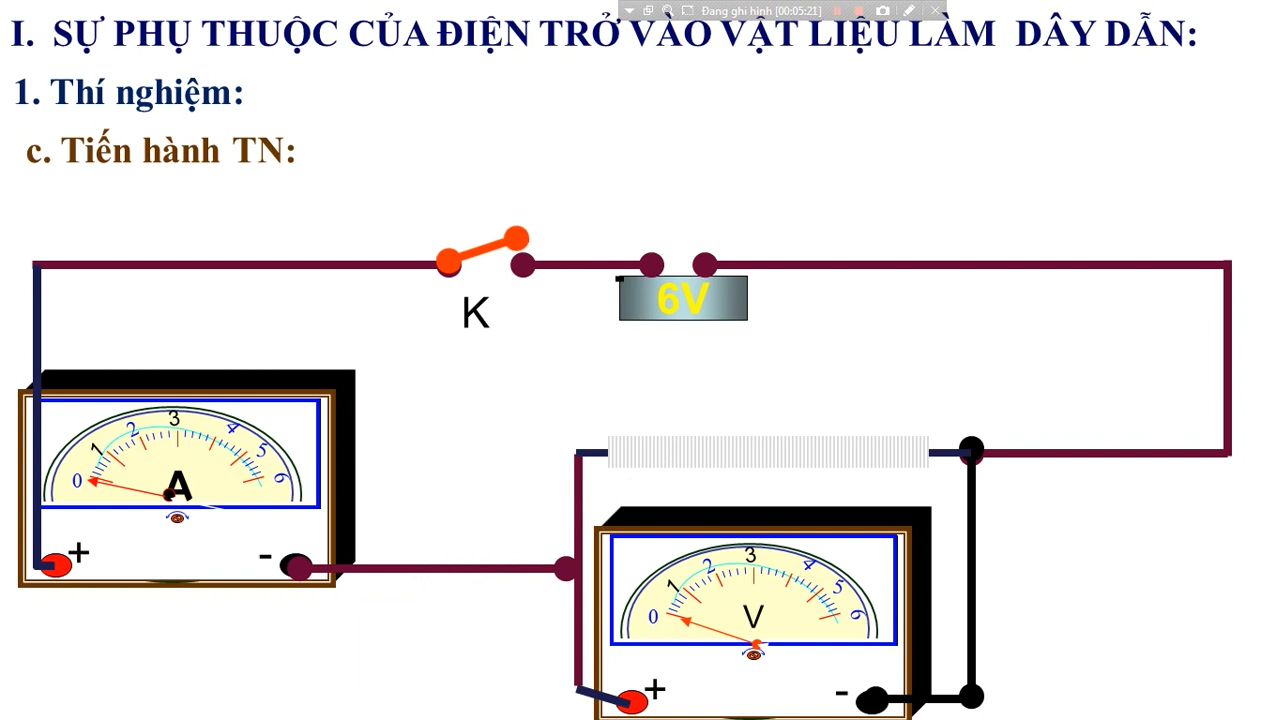 Đang ghi hình [00:05:21]
I. SỰ PHỤ THUỘC CỦA ĐIỆN TRỞ VÀO VẬT LIỆU LÀM DÂY DẪN:
1. Thí nghiệm:
c. Tiến hành TN:
K
6V
0 1 2 3 4 5 6
A
+ -
0 1 2 3 4 5 6
V
+ -